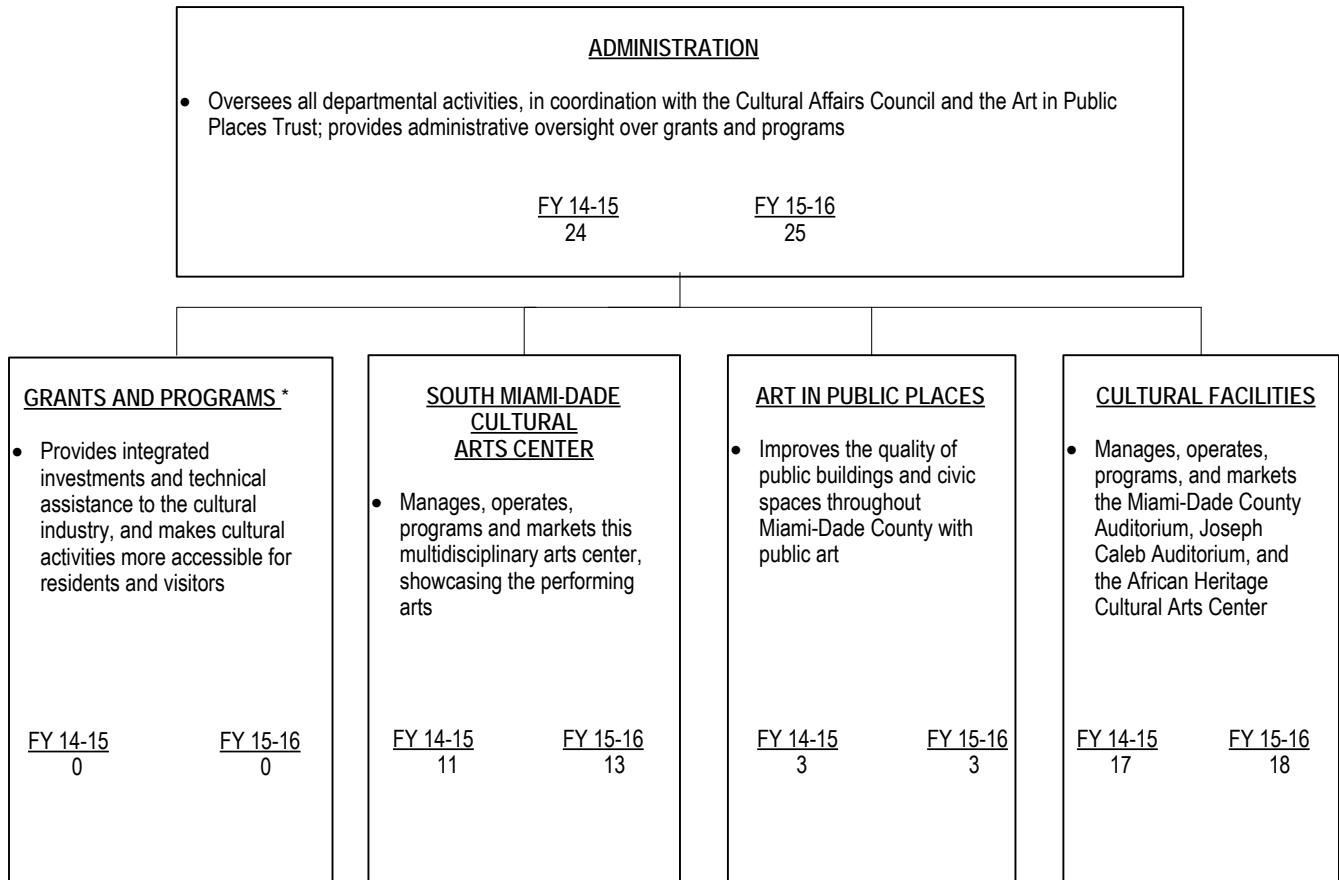 ADMINISTRATION
• Oversees all departmental activities, in coordination with the Cultural Affairs Council and the Art in Public
Places Trust; provides administrative oversight over grants and programs
FY 14-15 FY 15-16
24 25
GRANTS AND PROGRAMS *
• Provides integrated
investments and technical
assistance to the cultural
industry, and makes cultural
activities more accessible for
residents and visitors
FY 14-15 FY 15-16
0 0
SOUTH MIAMI-DADE
CULTURAL
ARTS CENTER
• Manages, operates,
programs and markets this
multidisciplinary arts center,
showcasing the performing
arts
FY 14-15 FY 15-16
11 13
ART IN PUBLIC PLACES
• Improves the quality of
public buildings and civic
spaces throughout
Miami-Dade County with
public art
FY 14-15 FY 15-16
3 3
CULTURAL FACILITIES
• Manages, operates,
programs, and markets
the Miami-Dade County
Auditorium, Joseph
Caleb Auditorium, and
the African Heritage
Cultural Arts Center
FY 14-15 FY 15-16
17 18